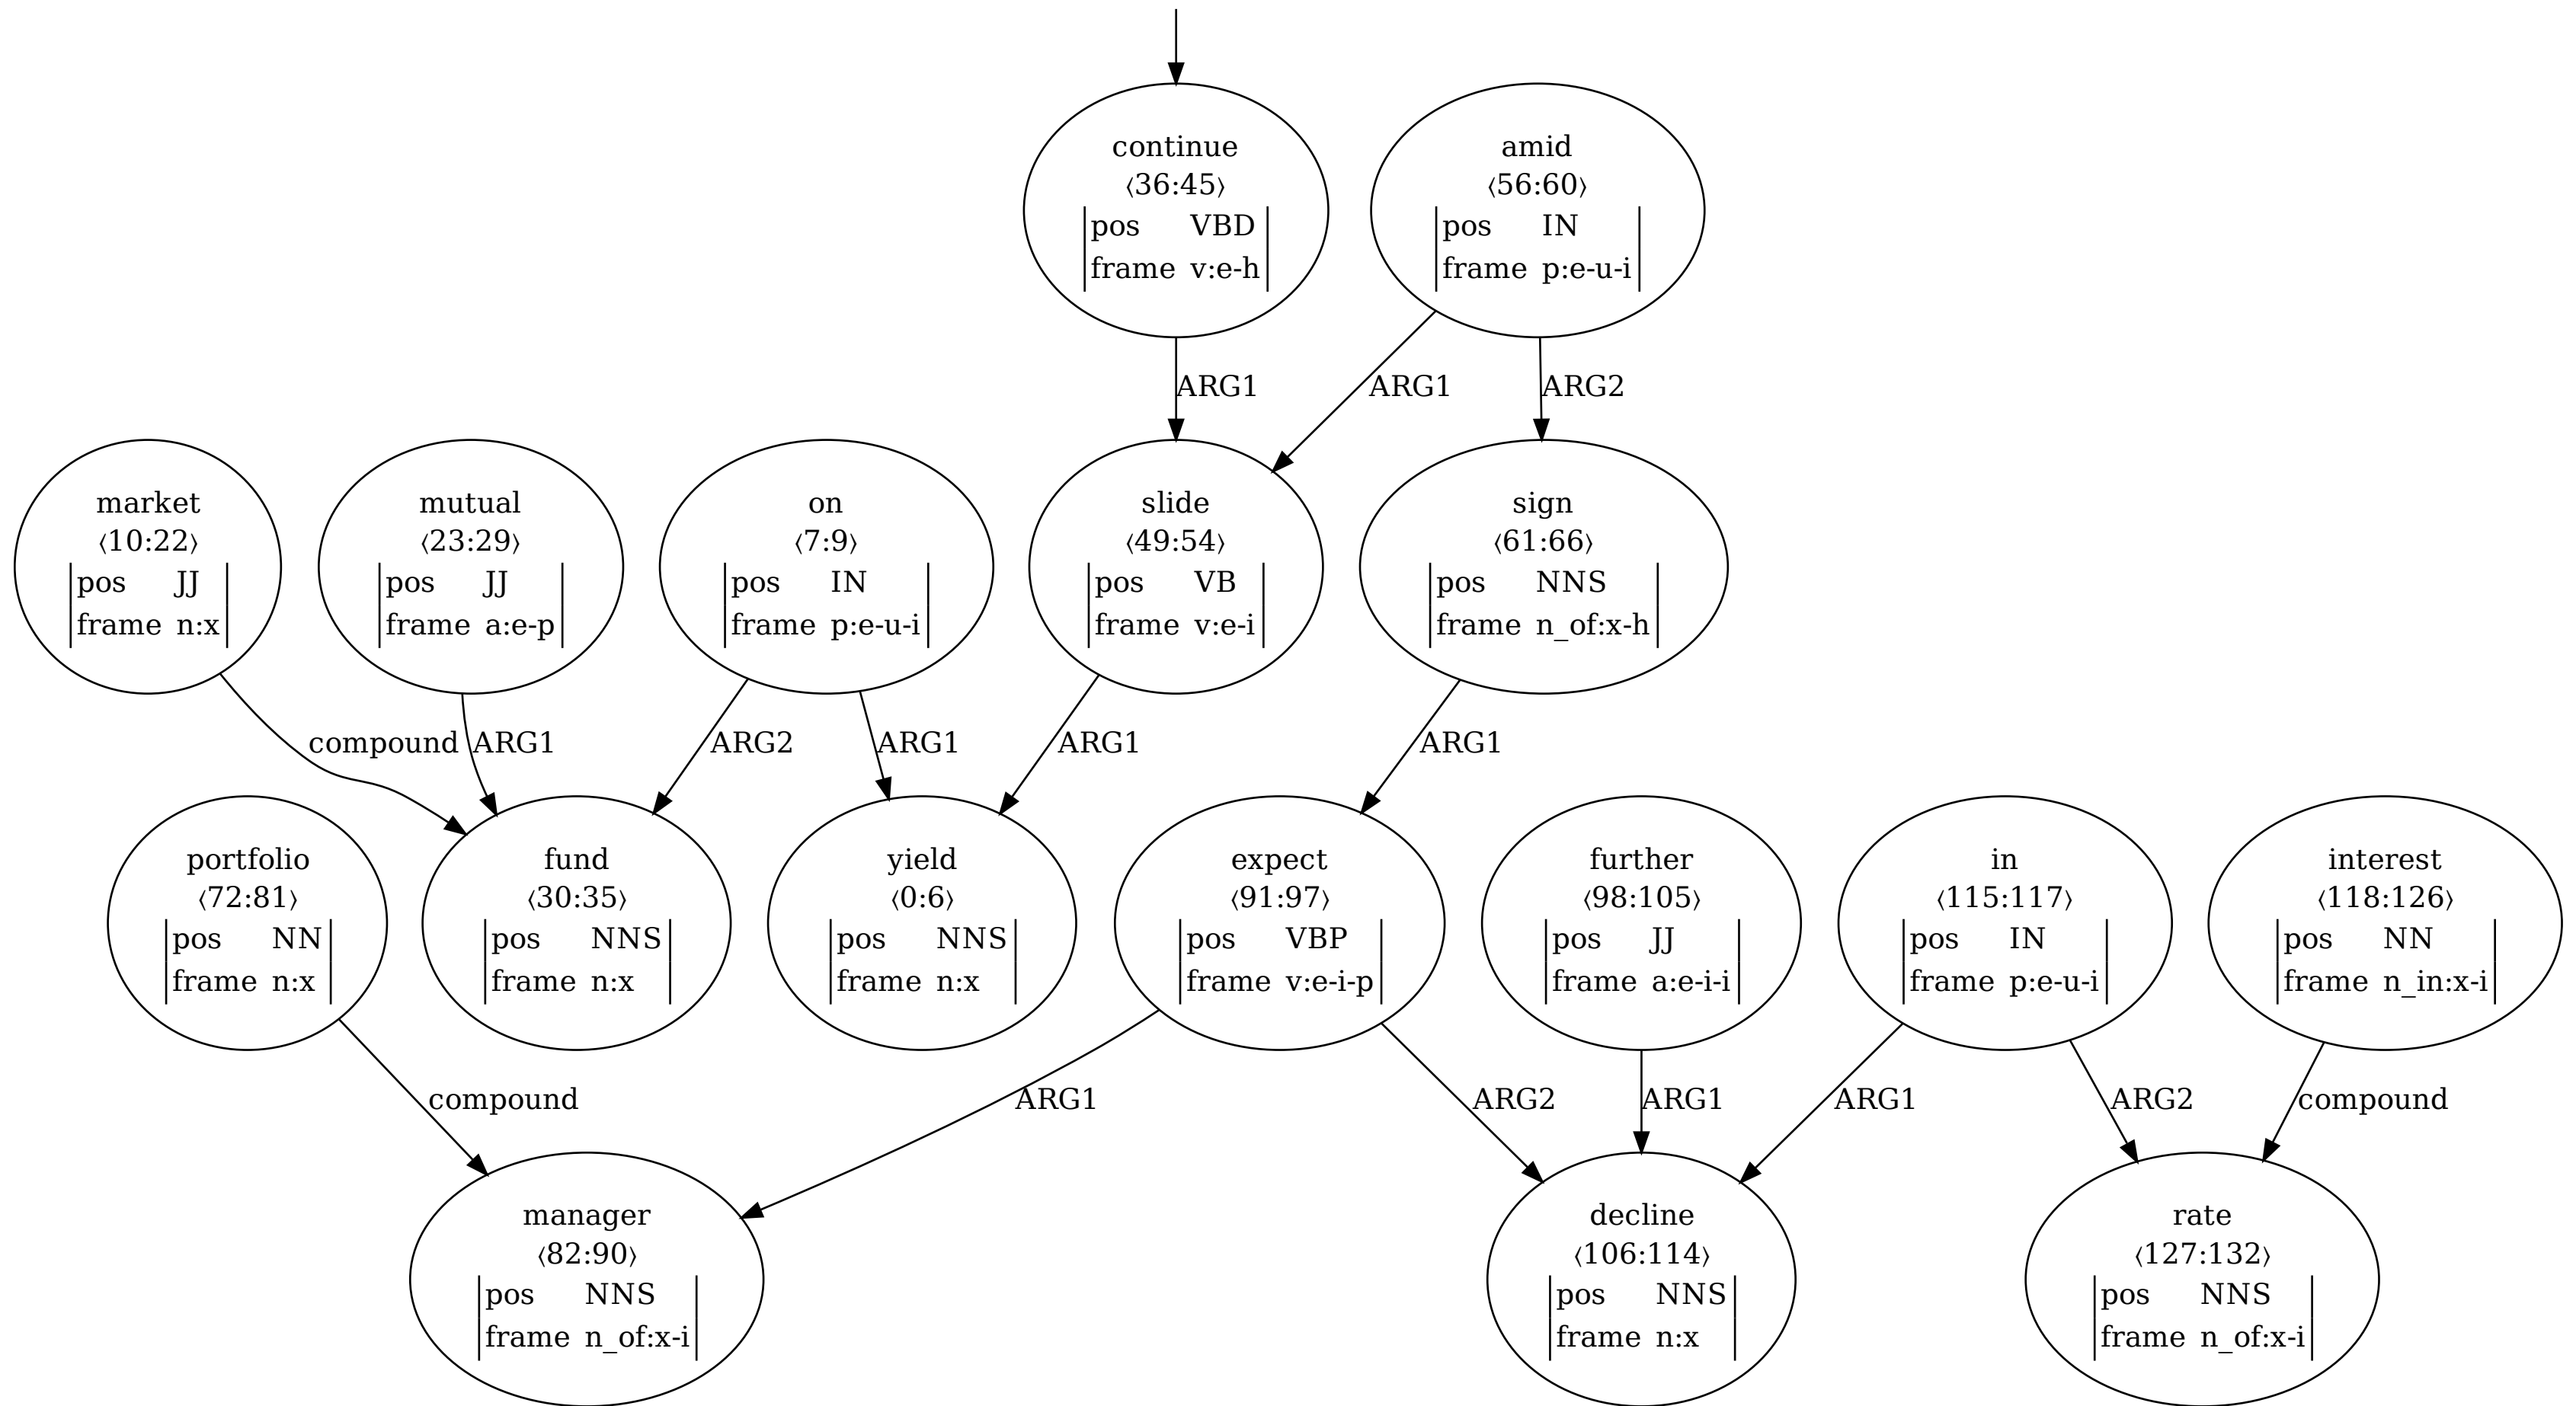 continue
⟨36:45⟩
pos VBD
frame v:e-h
amid
⟨56:60⟩
pos IN
frame p:e-u-i
ARG1
ARG1
ARG2
market
⟨10:22⟩
pos JJ
frame n:x
mutual
⟨23:29⟩
pos JJ
frame a:e-p
on
⟨7:9⟩
pos IN
frame p:e-u-i
slide
⟨49:54⟩
pos VB
frame v:e-i
sign
⟨61:66⟩
pos NNS
frame n_of:x-h
compound
ARG1
ARG2
ARG1
ARG1
ARG1
portfolio
⟨72:81⟩
pos NN
frame n:x
fund
⟨30:35⟩
pos NNS
frame n:x
yield
⟨0:6⟩
pos NNS
frame n:x
expect
⟨91:97⟩
pos VBP
frame v:e-i-p
further
⟨98:105⟩
pos JJ
frame a:e-i-i
in
⟨115:117⟩
pos IN
frame p:e-u-i
interest
⟨118:126⟩
pos NN
frame n_in:x-i
compound
ARG1
ARG2
ARG1
ARG1
ARG2
compound
manager
⟨82:90⟩
pos NNS
frame n_of:x-i
decline
⟨106:114⟩
pos NNS
frame n:x
rate
⟨127:132⟩
pos NNS
frame n_of:x-i